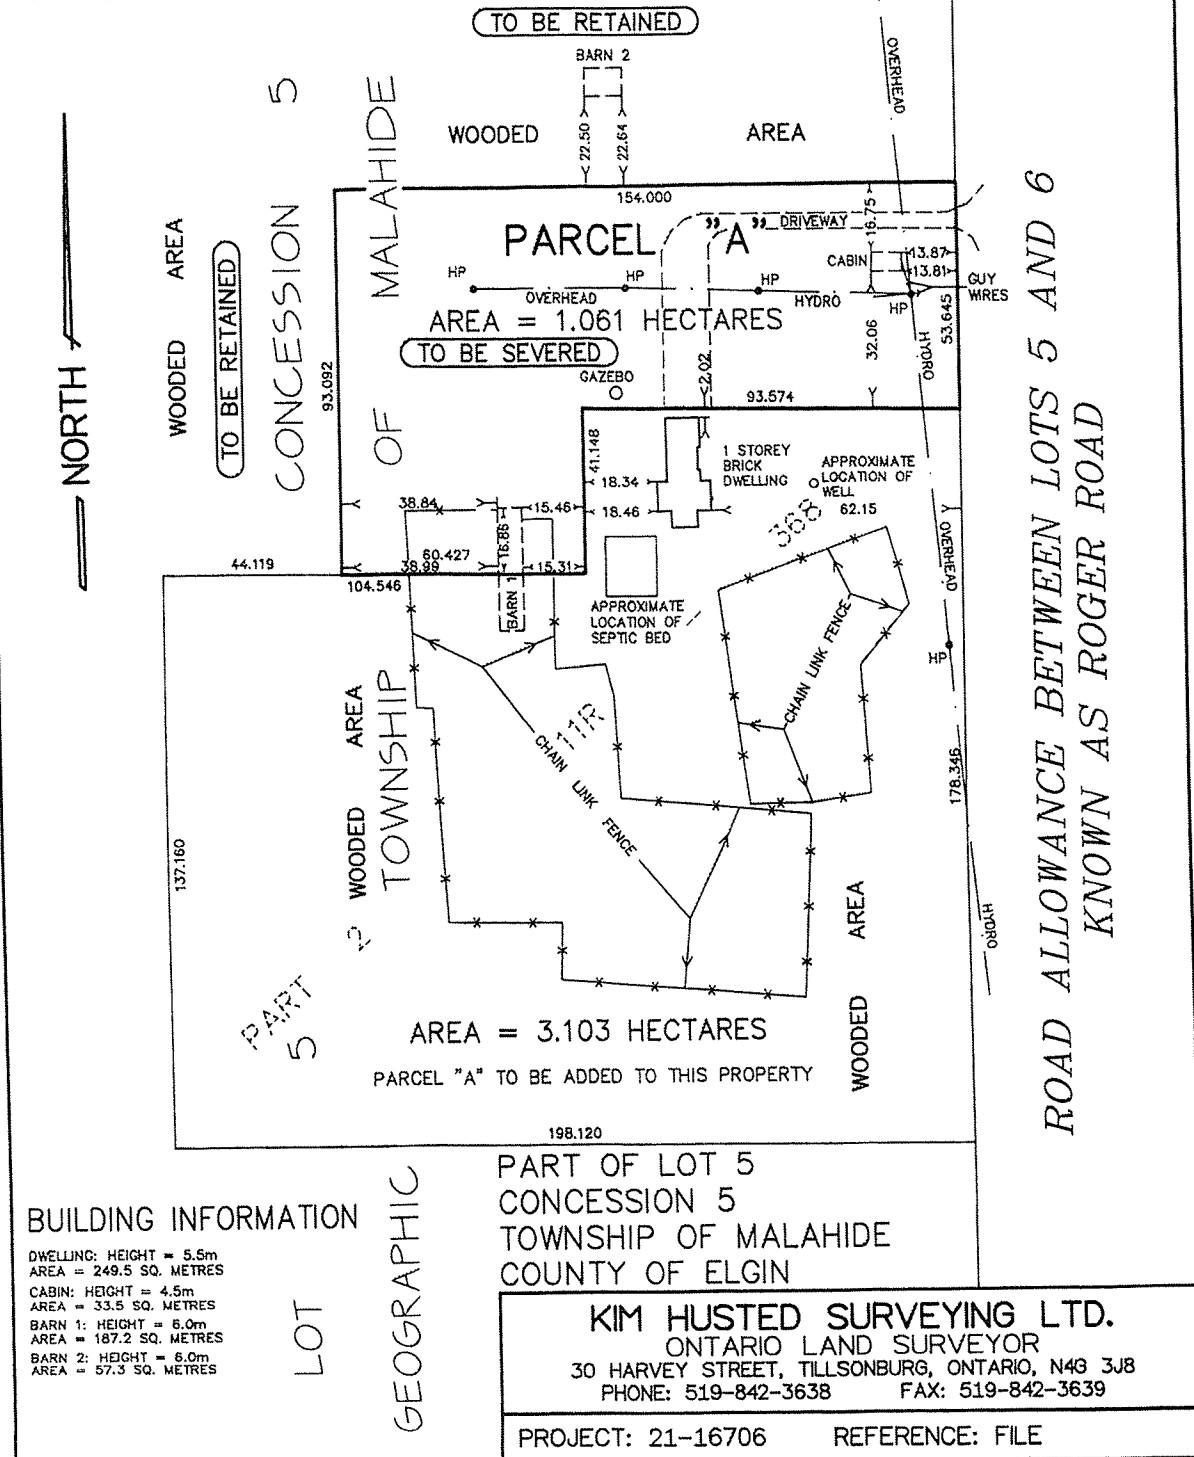 TO BE RETAINED
BARN 2
22.50
22.64
WOODED AREA
OVERHEAD
CONCESSION 5
OF MALAHIDE
WOODED AREA
TO BE RETAINED
NORTH
154.000
PARCEL "A"
DRIVEWAY
16.75
CABIN
13.87
13.81
GUY
WIRES
HP
HP
HP
HP
OVERHEAD
HYDRO
AREA = 1.061 HECTARES
TO BE SEVERED
GAZEBO
2.02
32.06
53.645
HYDRO
93.092
93.574
41.148
1 STOREY
BRICK
DWELLING
APPROXIMATE
LOCATION OF
WELL
62.15
18.34
18.46
368
38.84
15.46
16.86
60.427
38.99
15.31
44.119
104.546
BARN 1
APPROXIMATE
LOCATION OF
SEPTIC BED
OVERHEAD
HP
CHAIN LINK FENCE
178.346
HYDRO
11R
CHAIN LINK FENCE
WOODED AREA
TOWNSHIP
137.160
PART 2
5
WOODED AREA
AREA = 3.103 HECTARES
PARCEL "A" TO BE ADDED TO THIS PROPERTY
198.120
ROAD ALLOWANCE BETWEEN LOTS 5 AND 6
KNOWN AS ROGER ROAD
LOT
GEOGRAPHIC
PART OF LOT 5
CONCESSION 5
TOWNSHIP OF MALAHIDE
COUNTY OF ELGIN
BUILDING INFORMATION
DWELLING: HEIGHT = 5.5m
AREA = 249.5 SQ. METRES
CABIN: HEIGHT = 4.5m
AREA = 33.5 SQ. METRES
BARN 1: HEIGHT = 6.0m
AREA = 187.2 SQ. METRES
BARN 2: HEIGHT = 6.0m
AREA = 57.3 SQ. METRES
KIM HUSTED SURVEYING LTD.
ONTARIO LAND SURVEYOR
30 HARVEY STREET, TILLSONBURG, ONTARIO, N4G 3J8
PHONE: 519-842-3638 FAX: 519-842-3639
PROJECT: 21-16706 REFERENCE: FILE